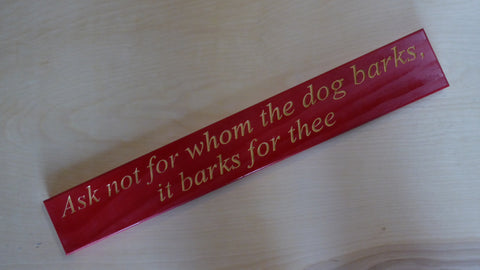 Ask not for whom the dog barks,
it barks for thee